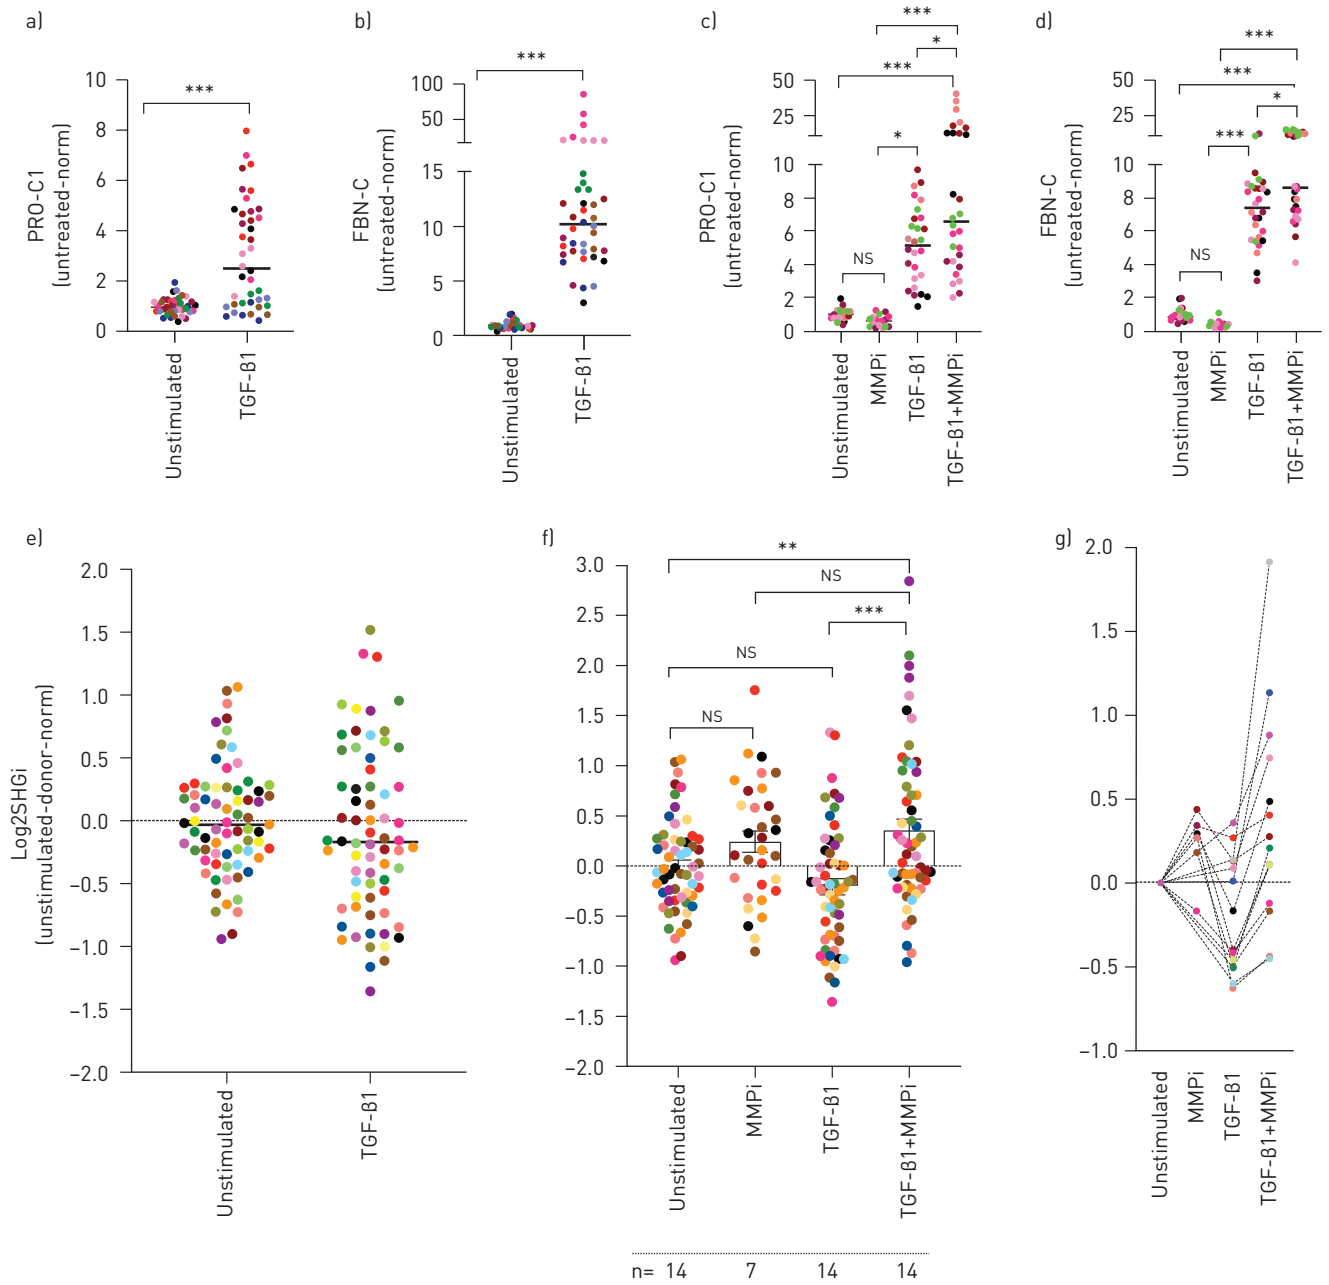 a)
PRO-C1
(untreated-norm)
10
8
6
4
2
0
***
Unstimulated
TGF-β1
b)
FBN-C
(untreated-norm)
100
50
15
10
5
0
***
Unstimulated
TGF-β1
c)
PRO-C1
(untreated-norm)
50
25
10
8
6
4
2
0
***
*
***
*
NS
Unstimulated
MMPi
TGF-β1
TGF-β1+MMPi
d)
FBN-C
(untreated-norm)
50
25
10
8
6
4
2
0
***
***
*
***
NS
Unstimulated
MMPi
TGF-β1
TGF-β1+MMPi
e)
Log2SHGi
(unstimulated-donor-norm)
2.0
1.5
1.0
0.5
0.0
−0.5
−1.0
−1.5
−2.0
Unstimulated
TGF-β1
f)
3.0
2.5
2.0
1.5
1.0
0.5
0.0
−0.5
−1.0
−1.5
−2.0
**
NS
***
NS
NS
Unstimulated
MMPi
TGF-β1
TGF-β1+MMPi
n= 14 7 14 14
g)
2.0
1.5
1.0
0.5
0.0
−0.5
−1.0
Unstimulated
MMPi
TGF-β1
TGF-β1+MMPi